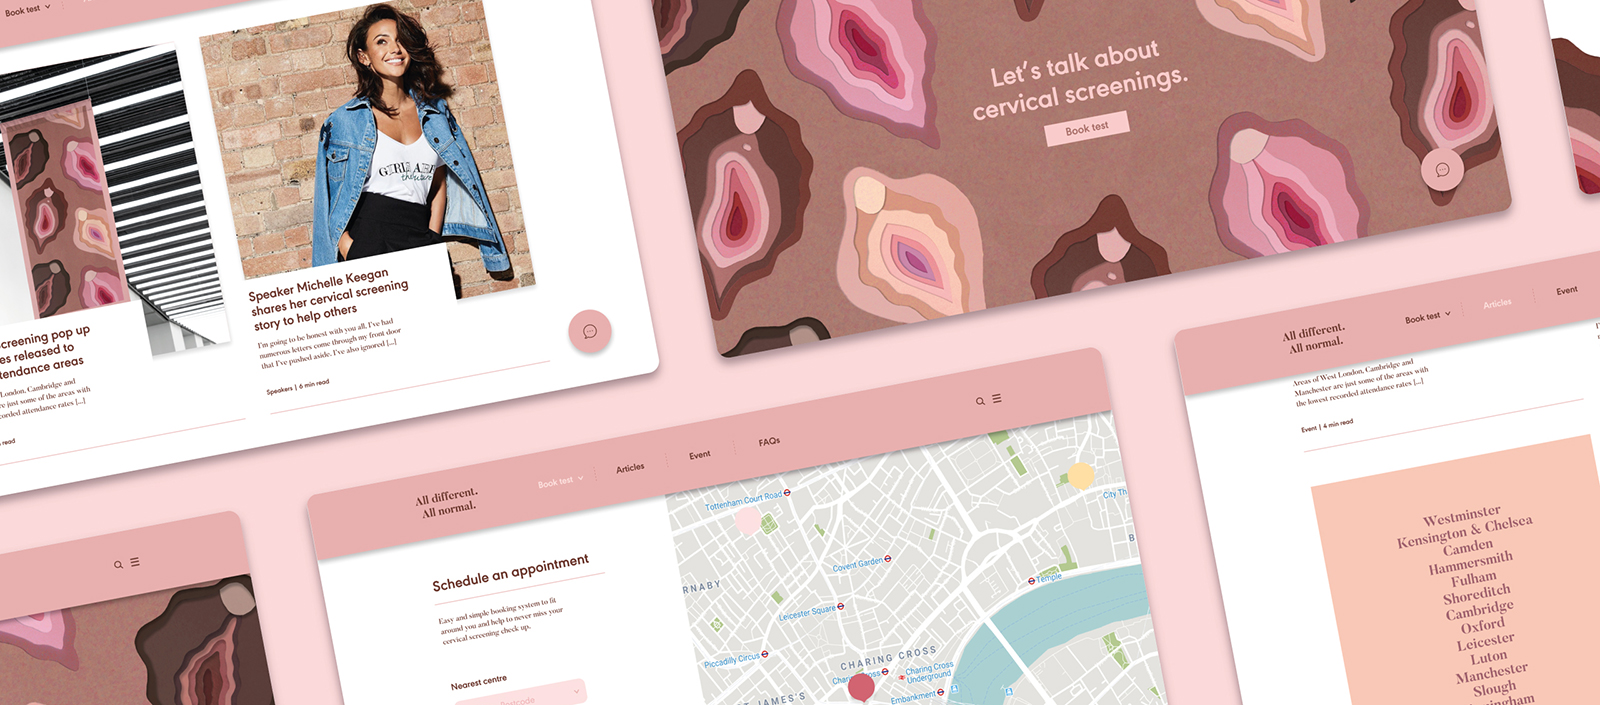 Book test
creening pop up
es released to
tendance areas
London, Cambridge and
re just some of the areas with
corded attendance rates [...]
read
GIRLS ARE
the future
Speaker Michelle Keegan
shares her cervical screening
story to help others
I'm going to be honest with you all, I've had
numerous letters come through my front door
that I've pushed aside. I've also ignored [...]
Speakers | 6 min read
Let's talk about
cervical screenings.
Book test
All different.
All normal.
Book test
Articles
Event
FAQs
Schedule an appointment
Easy and simple booking system to fit
around you and help to never miss your
cervical screening check up.
Nearest centre
Postcode
Tottenham Court Road
City Th
Covent Garden
RNABY
Leicester Square
Temple
Piccadilly Circus
CHARING CROSS
Charing Cross
Charing Cross
Underground
Embankment
JAMES'S
All different.
All normal.
Book test
Articles
Event
Areas of West London, Cambridge and
Manchester are just some of the areas with
the lowest recorded attendance rates [...]
Event | 4 min read
Westminster
Kensington & Chelsea
Camden
Hammersmith
Fulham
Shoreditch
Cambridge
Oxford
Leicester
Luton
Manchester
Slough